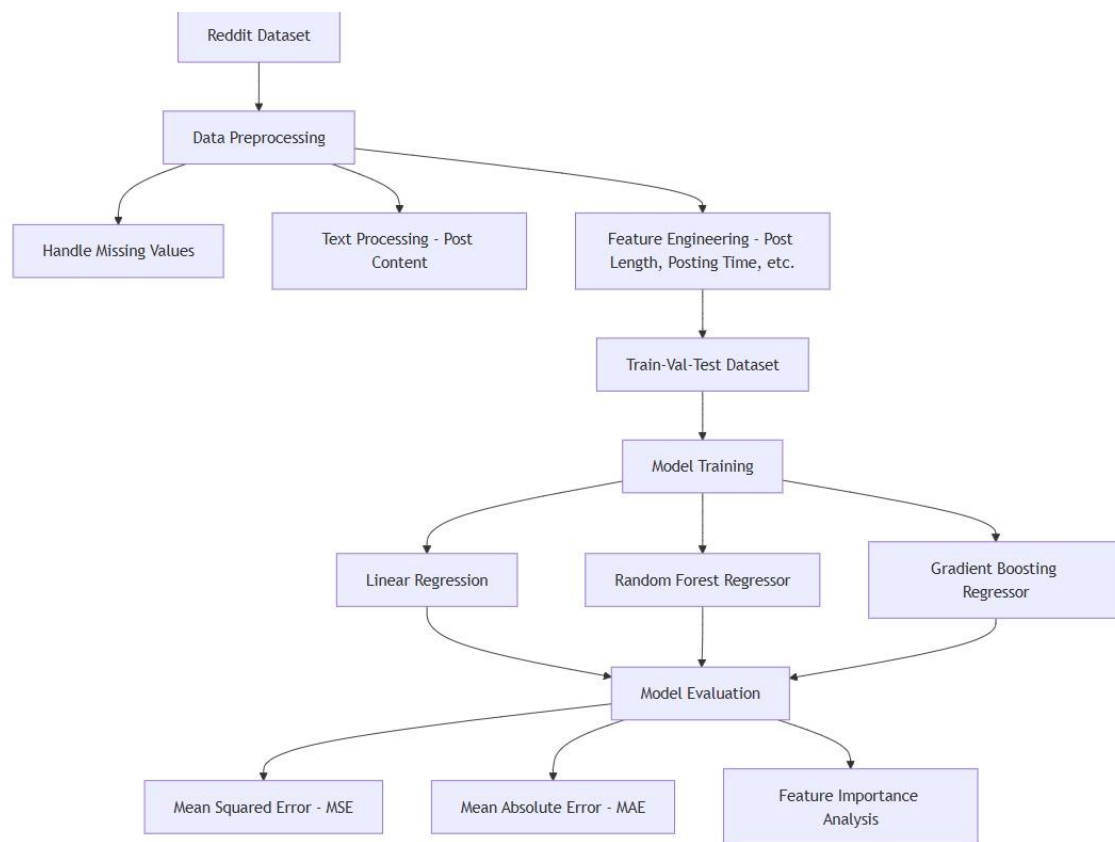 Reddit Dataset
Data Preprocessing
Handle Missing Values
Text Processing - Post
Content
Feature Engineering - Post
Length, Posting Time, etc.
Train-Val-Test Dataset
Model Training
Linear Regression
Random Forest Regressor
Gradient Boosting
Regressor
Model Evaluation
Mean Squared Error - MSE
Mean Absolute Error - MAE
Feature Importance
Analysis